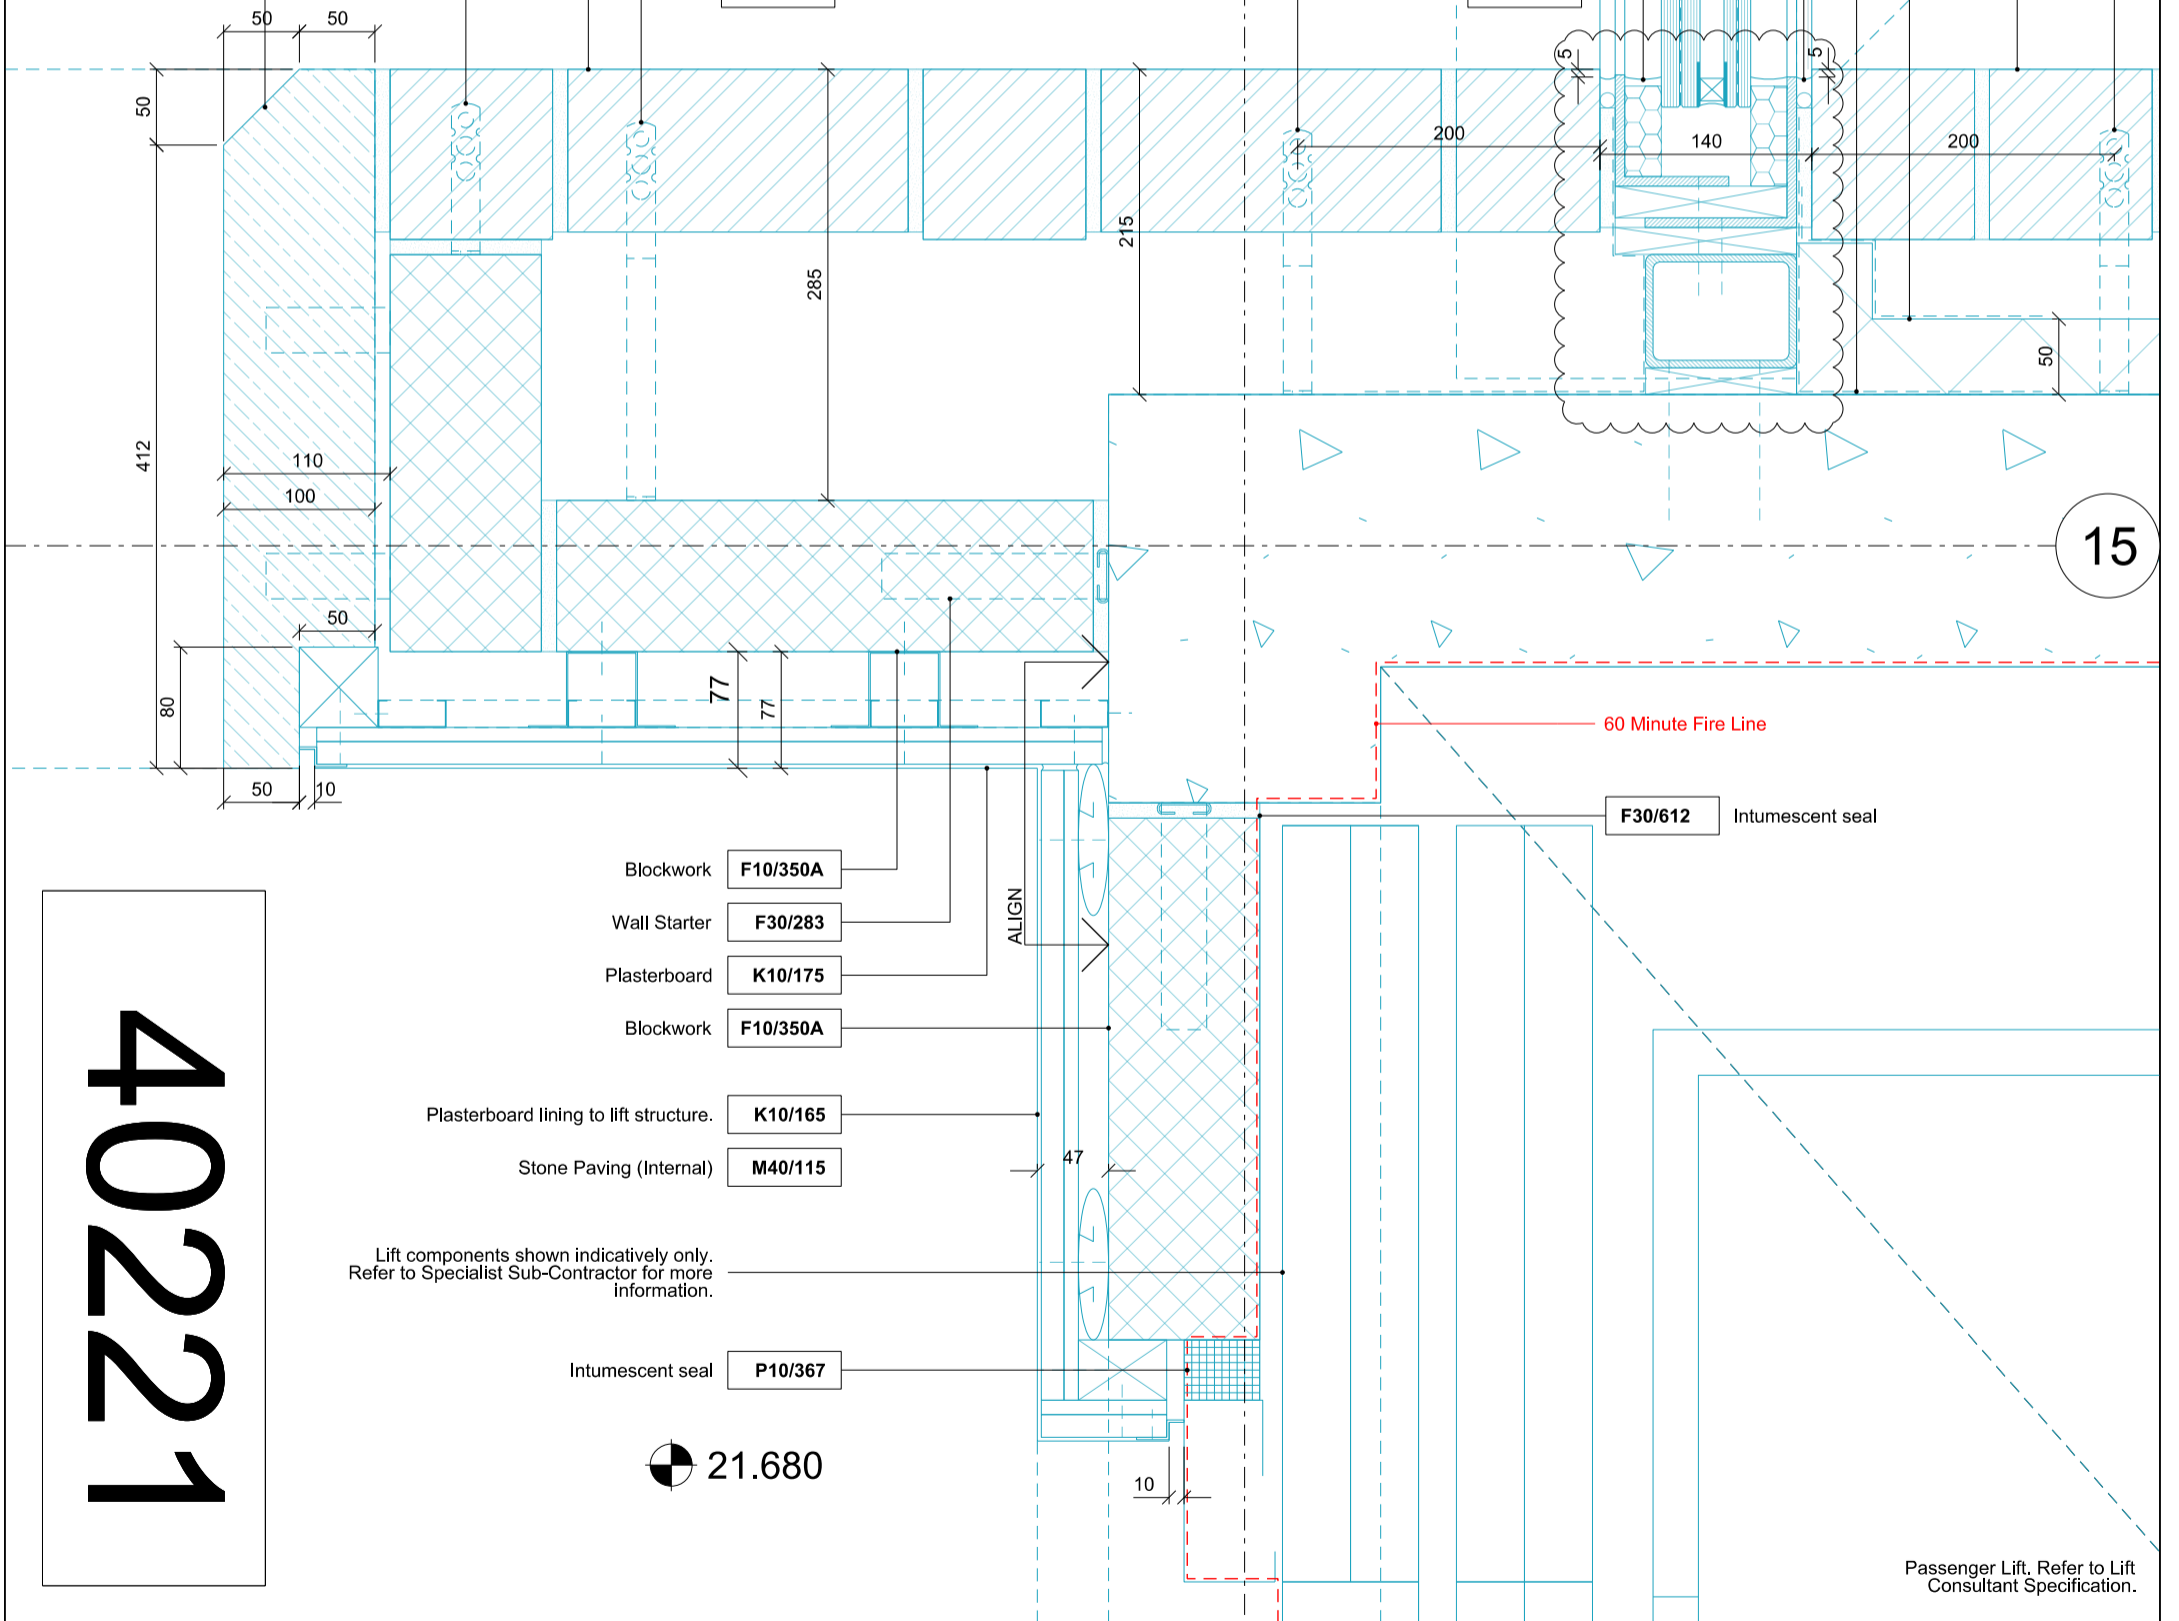 50
50
5
5
50
200
140
200
215
285
50
412
110
100
15
50
77
77
80
60 Minute Fire Line
50
10
F30/612 Intumescent seal
Blockwork F10/350A
Wall Starter F30/283
ALIGN
Plasterboard K10/175
Blockwork F10/350A
Plasterboard lining to lift structure. K10/165
Stone Paving (Internal) M40/115
47
40221
Lift components shown indicatively only.
Refer to Specialist Sub-Contractor for more
information.
Intumescent seal P10/367
21.680
10
Passenger Lift. Refer to Lift
Consultant Specification.